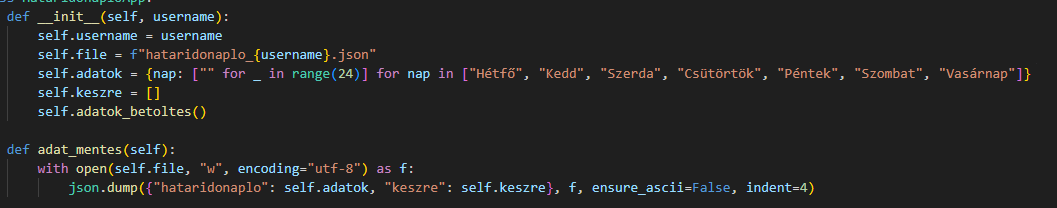 def __init__(self, username):
self.username = username
self.file = f"hataridonaplo_{username}.json"
self.adatok = {nap: ["" for _ in range(24)] for nap in ["Hétfő", "Kedd", "Szerda", "Csütörtök", "Péntek", "Szombat", "Vasárnap"]}
self.keszre = []
self.adatok_betoltes()
def adat_mentes(self):
with open(self.file, "w", encoding="utf-8") as f:
json.dump({"hataridonaplo": self.adatok, "keszre": self.keszre}, f, ensure_ascii=False, indent=4)